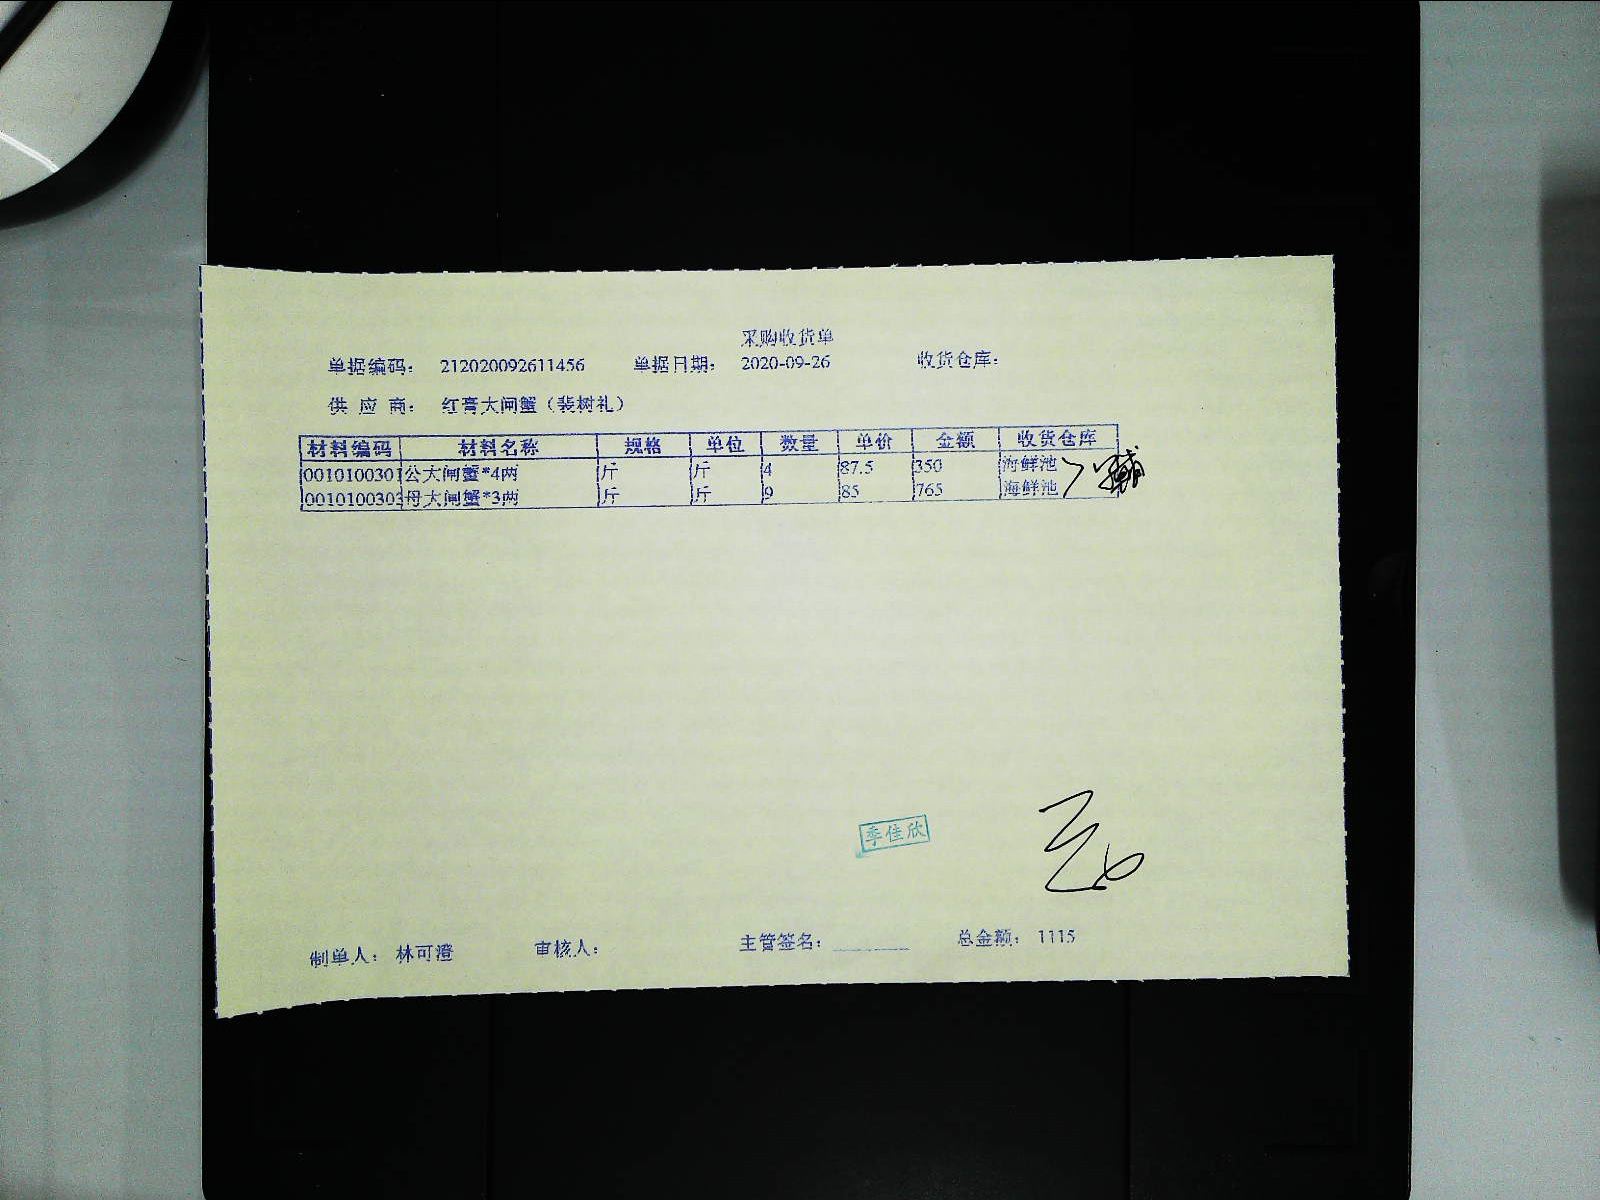 采购收货单
单据编码： 212020092611456 单据日期： 2020-09-26 收货仓库：
供 应 商： 红膏大闸蟹（裴树礼）
材料编码 材料名称 规格 单位 数量 单价 金额 收货仓库
0010100301 公大闸蟹*4两 斤 斤 4 87.5 350 海鲜池
0010100303 母大闸蟹*3两 斤 斤 9 85 765 海鲜池
李佳欣
制单人： 林可澄 审核人： 主管签名： 总金额： 1115